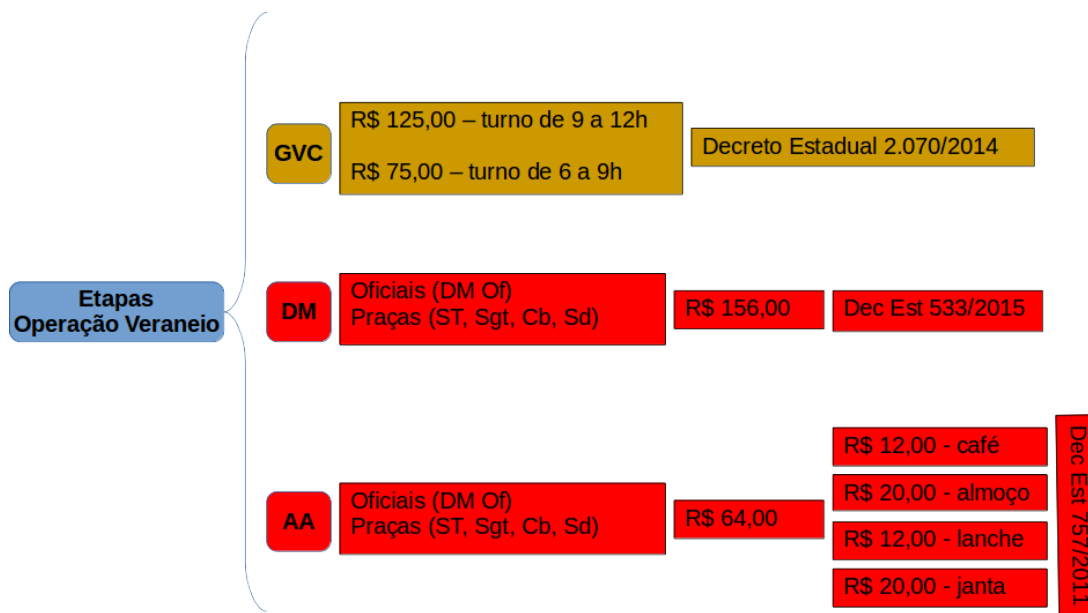 Etapas
Operação Veraneio
GVC
R$ 125,00 – turno de 9 a 12h
R$ 75,00 – turno de 6 a 9h
Decreto Estadual 2.070/2014
DM
Oficiais (DM Of)
Praças (ST, Sgt, Cb, Sd)
R$ 156,00
Dec Est 533/2015
AA
Oficiais (DM Of)
Praças (ST, Sgt, Cb, Sd)
R$ 64,00
R$ 12,00 - café
R$ 20,00 - almoço
R$ 12,00 - lanche
R$ 20,00 - janta
Dec Est 757/2011